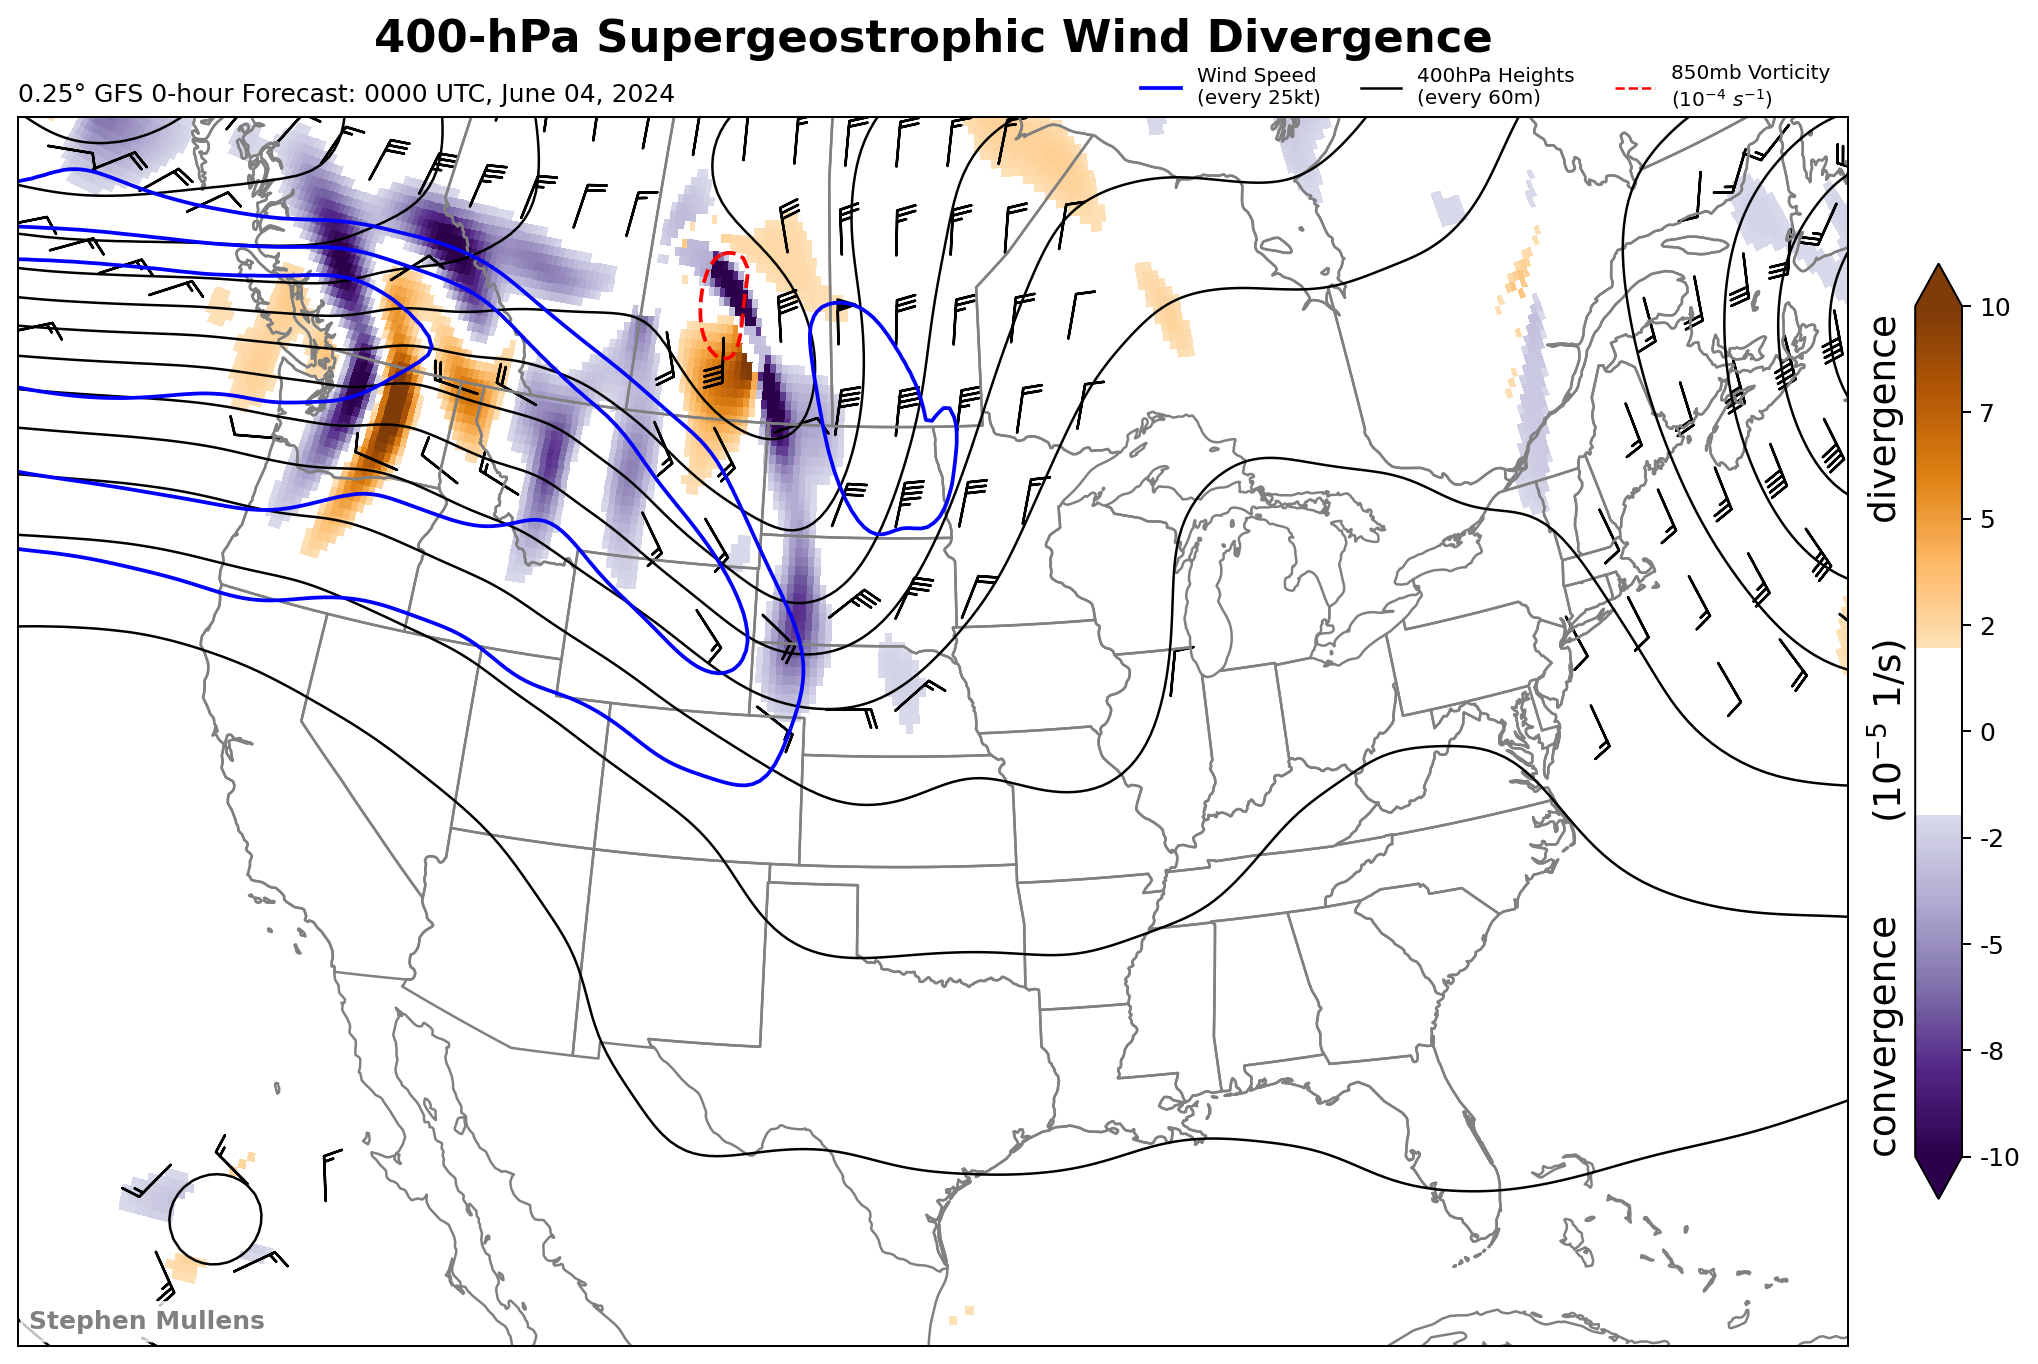 400-hPa Supergeostrophic Wind Divergence
0.25° GFS 0-hour Forecast: 0000 UTC, June 04, 2024
Wind Speed
(every 25kt)
400hPa Heights
(every 60m)
850mb Vorticity
(10⁻⁴ s⁻¹)
10
7
5
2
0
-2
-5
-8
-10
convergence (10⁻⁵ 1/s) divergence
Stephen Mullens